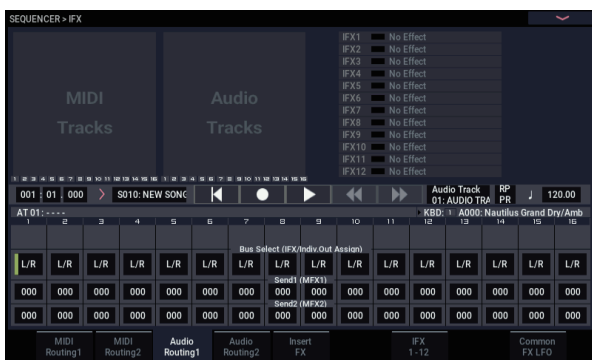 SEQUENCER > IFX
MIDI
Tracks
Audio
Tracks
IFX1 No Effect
IFX2 No Effect
IFX3 No Effect
IFX4 No Effect
IFX5 No Effect
IFX6 No Effect
IFX7 No Effect
IFX8 No Effect
IFX9 No Effect
IFX10 No Effect
IFX11 No Effect
IFX12 No Effect
1 2 3 4 5 6 7 8 9 10 11 12 13 14 15 16 1 2 3 4 5 6 7 8 9 10 11 12 13 14 15 16
001 : 01 . 000 S010: NEW SONG Audio Track RP ♩ 120.00
01: AUDIO TRA PR
AT 01: - - - - KBD: 1 A000: Nautilus Grand Dry/Amb
1 2 3 4 5 6 7 8 9 10 11 12 13 14 15 16
Bus Select (IFX/Indiv.Out Assign)
L/R L/R L/R L/R L/R L/R L/R L/R L/R L/R L/R L/R L/R L/R L/R L/R
Send1 (MFX1)
000 000 000 000 000 000 000 000 000 000 000 000 000 000 000 000
Send2 (MFX2)
000 000 000 000 000 000 000 000 000 000 000 000 000 000 000 000
MIDI Routing1
MIDI Routing2
Audio Routing1
Audio Routing2
Insert FX
IFX 1 -12
Common FX LFO